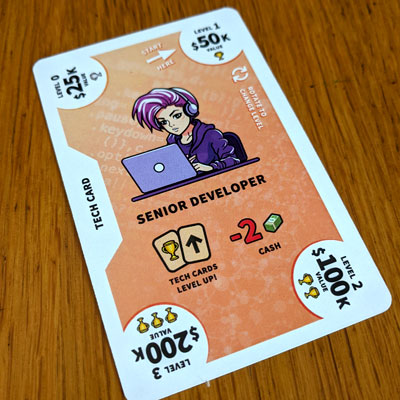 LEVEL 0
$25K
VALUE
START
HERE
LEVEL 1
$50K
VALUE
ROTATE TO
CHANGE LEVEL
TECH CARD
SENIOR DEVELOPER
TECH CARDS
LEVEL UP!
-2
CASH
LEVEL 2
$100K
VALUE
LEVEL 3
$200K
VALUE